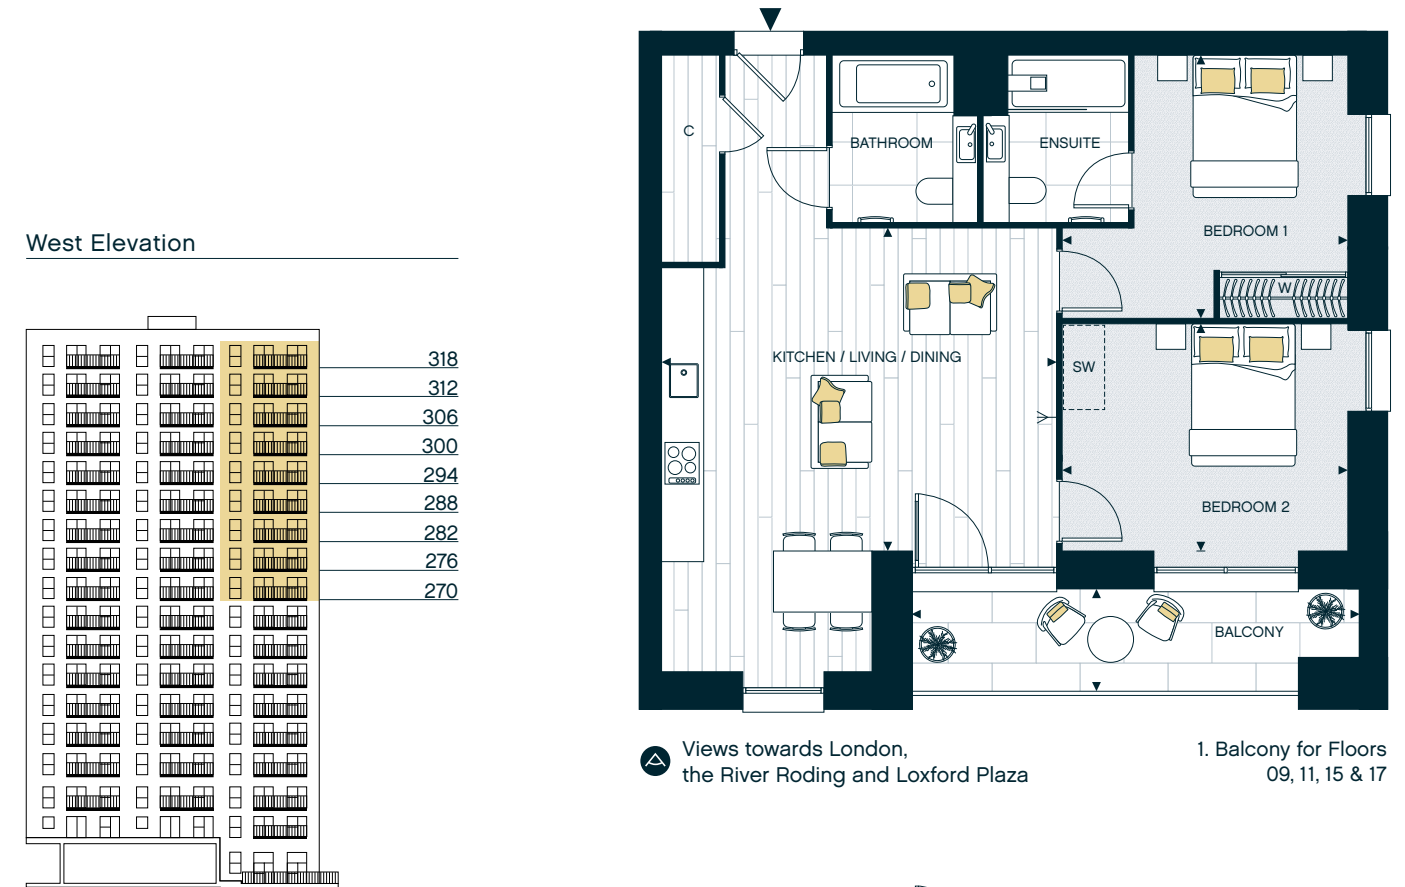 West Elevation
318
312
306
300
294
288
282
276
270
C
BATHROOM
ENSUITE
BEDROOM 1
W
KITCHEN / LIVING / DINING
SW
BEDROOM 2
BALCONY
Views towards London,
the River Roding and Loxford Plaza
1. Balcony for Floors
09, 11, 15 & 17